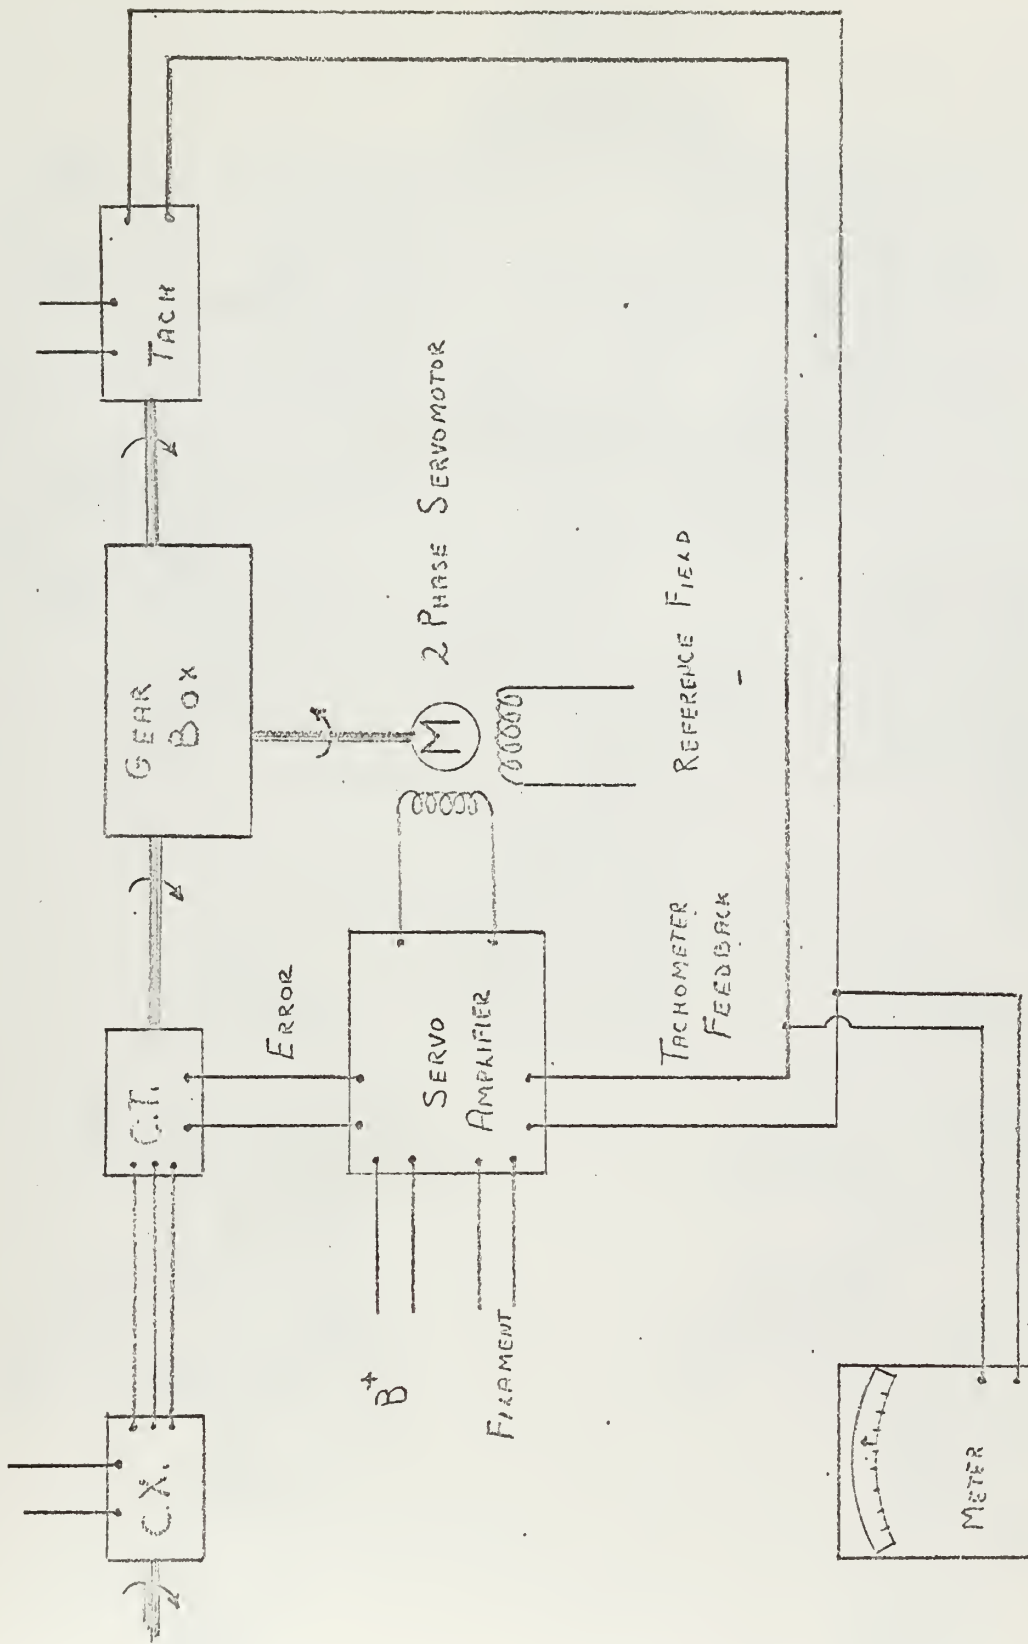 C.X.
C.T.
GEAR
BOX
TACH
ERROR
B+
FILAMENT
SERVO
AMPLIFIER
M
2 PHASE SERVOMOTOR
REFERENCE FIELD
TACHOMETER
FEEDBACK
METER